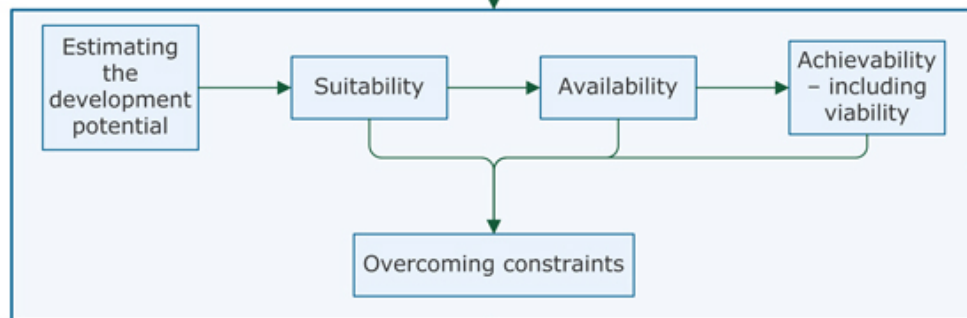 Estimating
the
development
potential
Suitability
Availability
Achievability
– including
viability
Overcoming constraints